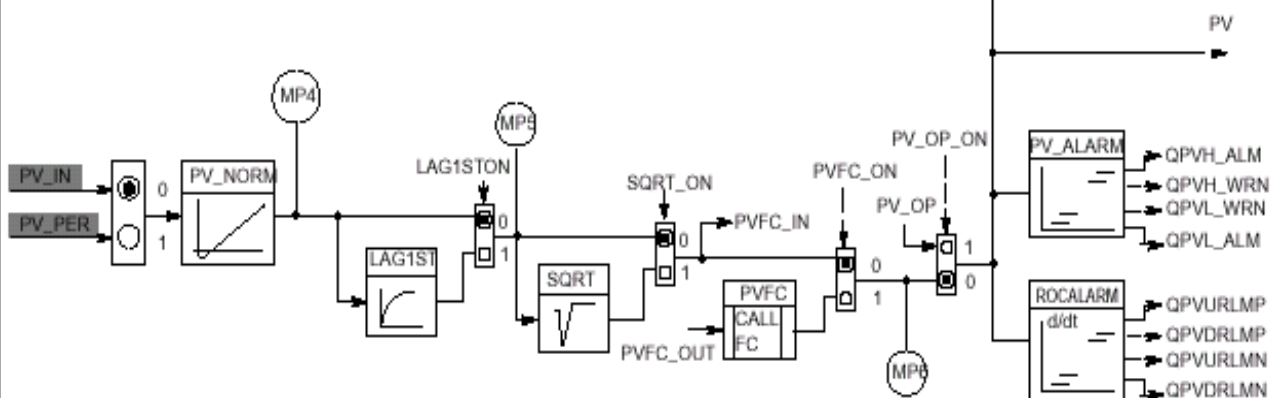 PV
MP4
MP5
PV_OP_ON
PV_ALARM
QPVH_ALM
QPVH_WRN
QPVL_WRN
QPVL_ALM
PV_IN
0
PV_NORM
LAG1STON
SQRT_ON
PVFC_ON
PV_OP
PV_PER
1
0
1
0
1
PVFC_IN
0
1
1
0
LAG1ST
SQRT
PVFC
CALL
FC
PVFC_OUT
MP6
ROCALARM
d/dt
QPVURLMP
QPVDRLMP
QPVURLMN
QPVDRLMN